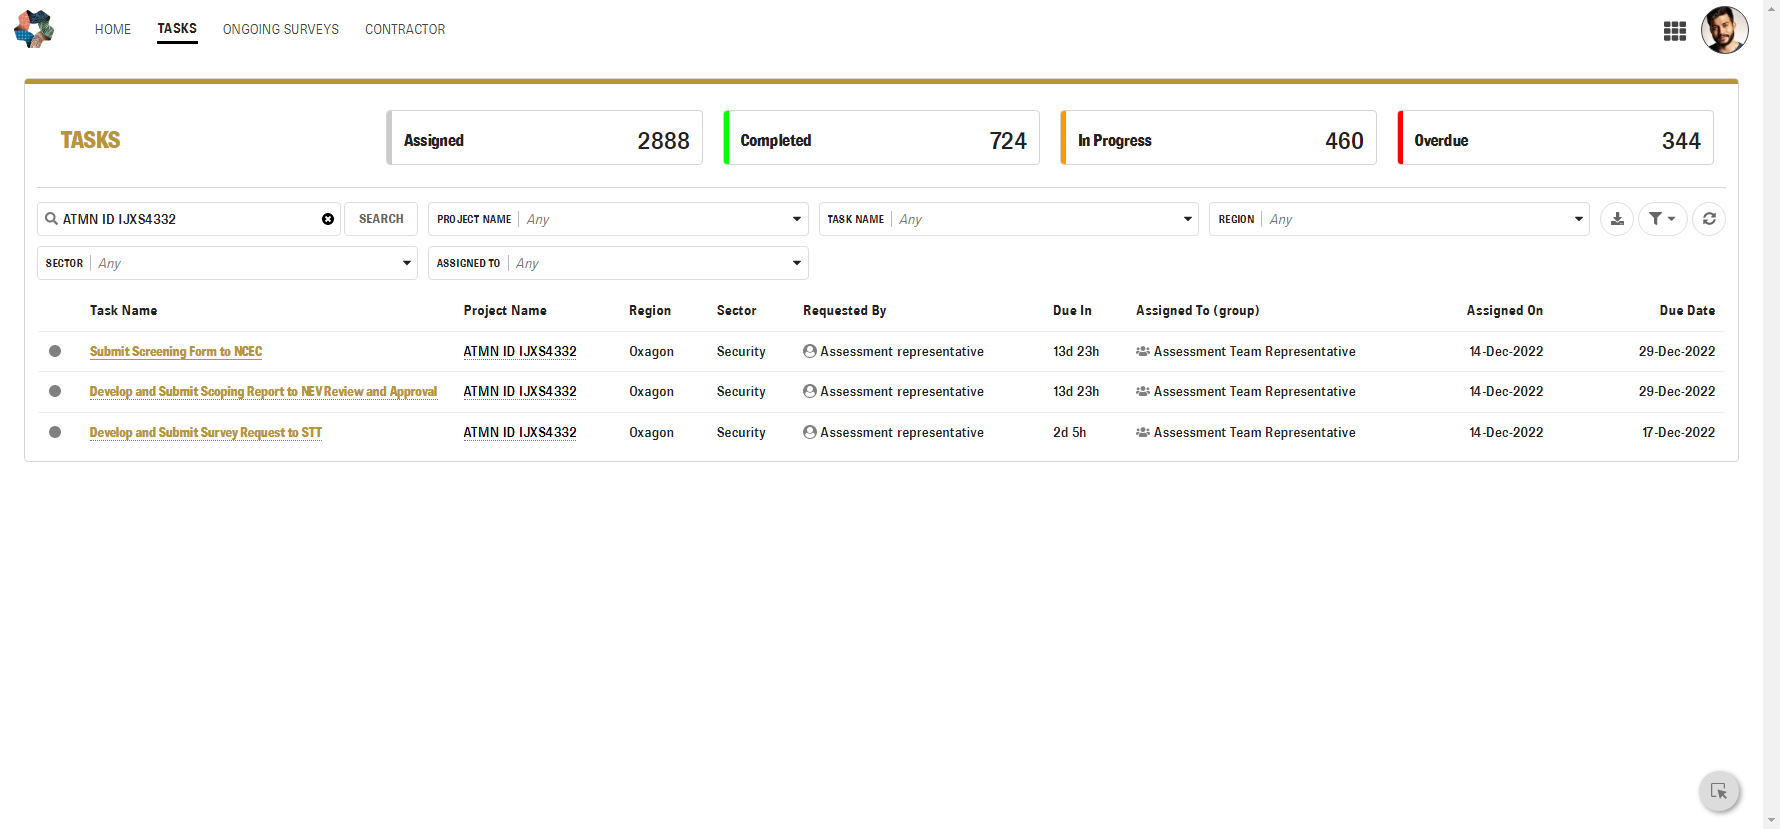 HOME TASKS ONGOING SURVEYS CONTRACTOR
TASKS
Assigned 2888
Completed 724
In Progress 460
Overdue 344
ATMN ID IJXS4332 SEARCH PROJECT NAME Any TASK NAME Any REGION Any
SECTOR Any ASSIGNED TO Any
Task Name Project Name Region Sector Requested By Due In Assigned To (group) Assigned On Due Date
Submit Screening Form to NCEC ATMN ID IJXS4332 Oxagon Security Assessment representative 13d 23h Assessment Team Representative 14-Dec-2022 29-Dec-2022
Develop and Submit Scoping Report to NEV Review and Approval ATMN ID IJXS4332 Oxagon Security Assessment representative 13d 23h Assessment Team Representative 14-Dec-2022 29-Dec-2022
Develop and Submit Survey Request to STT ATMN ID IJXS4332 Oxagon Security Assessment representative 2d 5h Assessment Team Representative 14-Dec-2022 17-Dec-2022